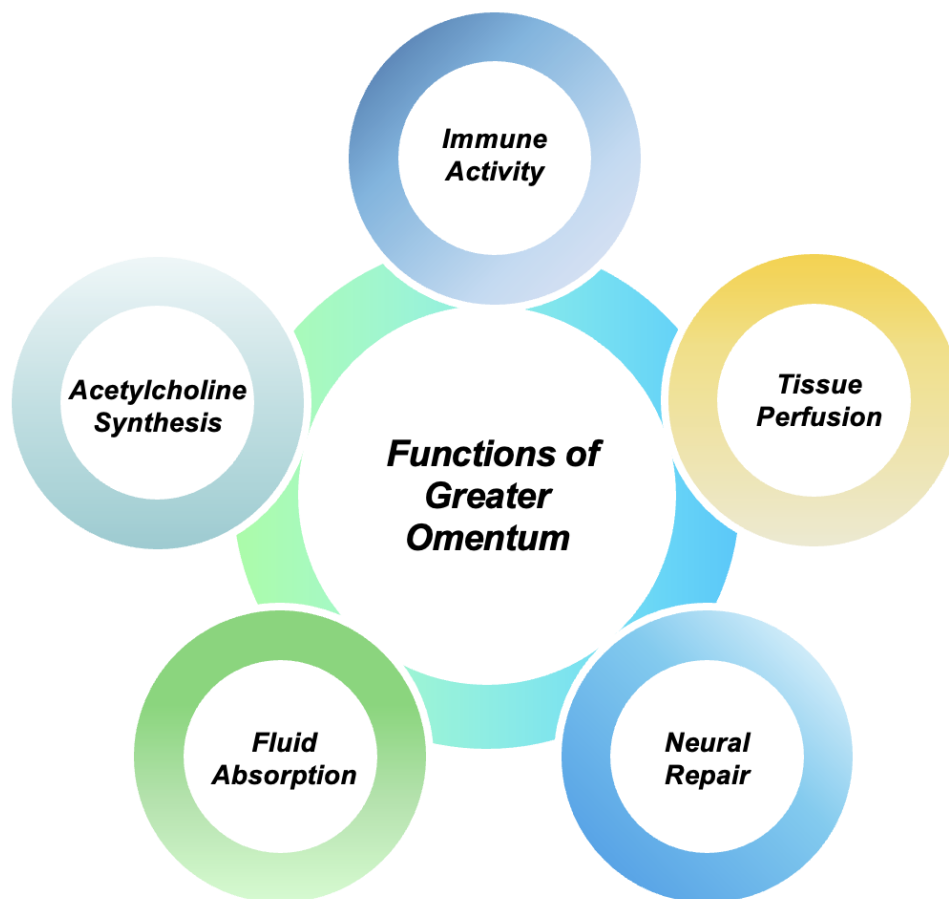 Immune
Activity
Tissue
Perfusion
Acetylcholine
Synthesis
Functions of
Greater
Omentum
Fluid
Absorption
Neural
Repair